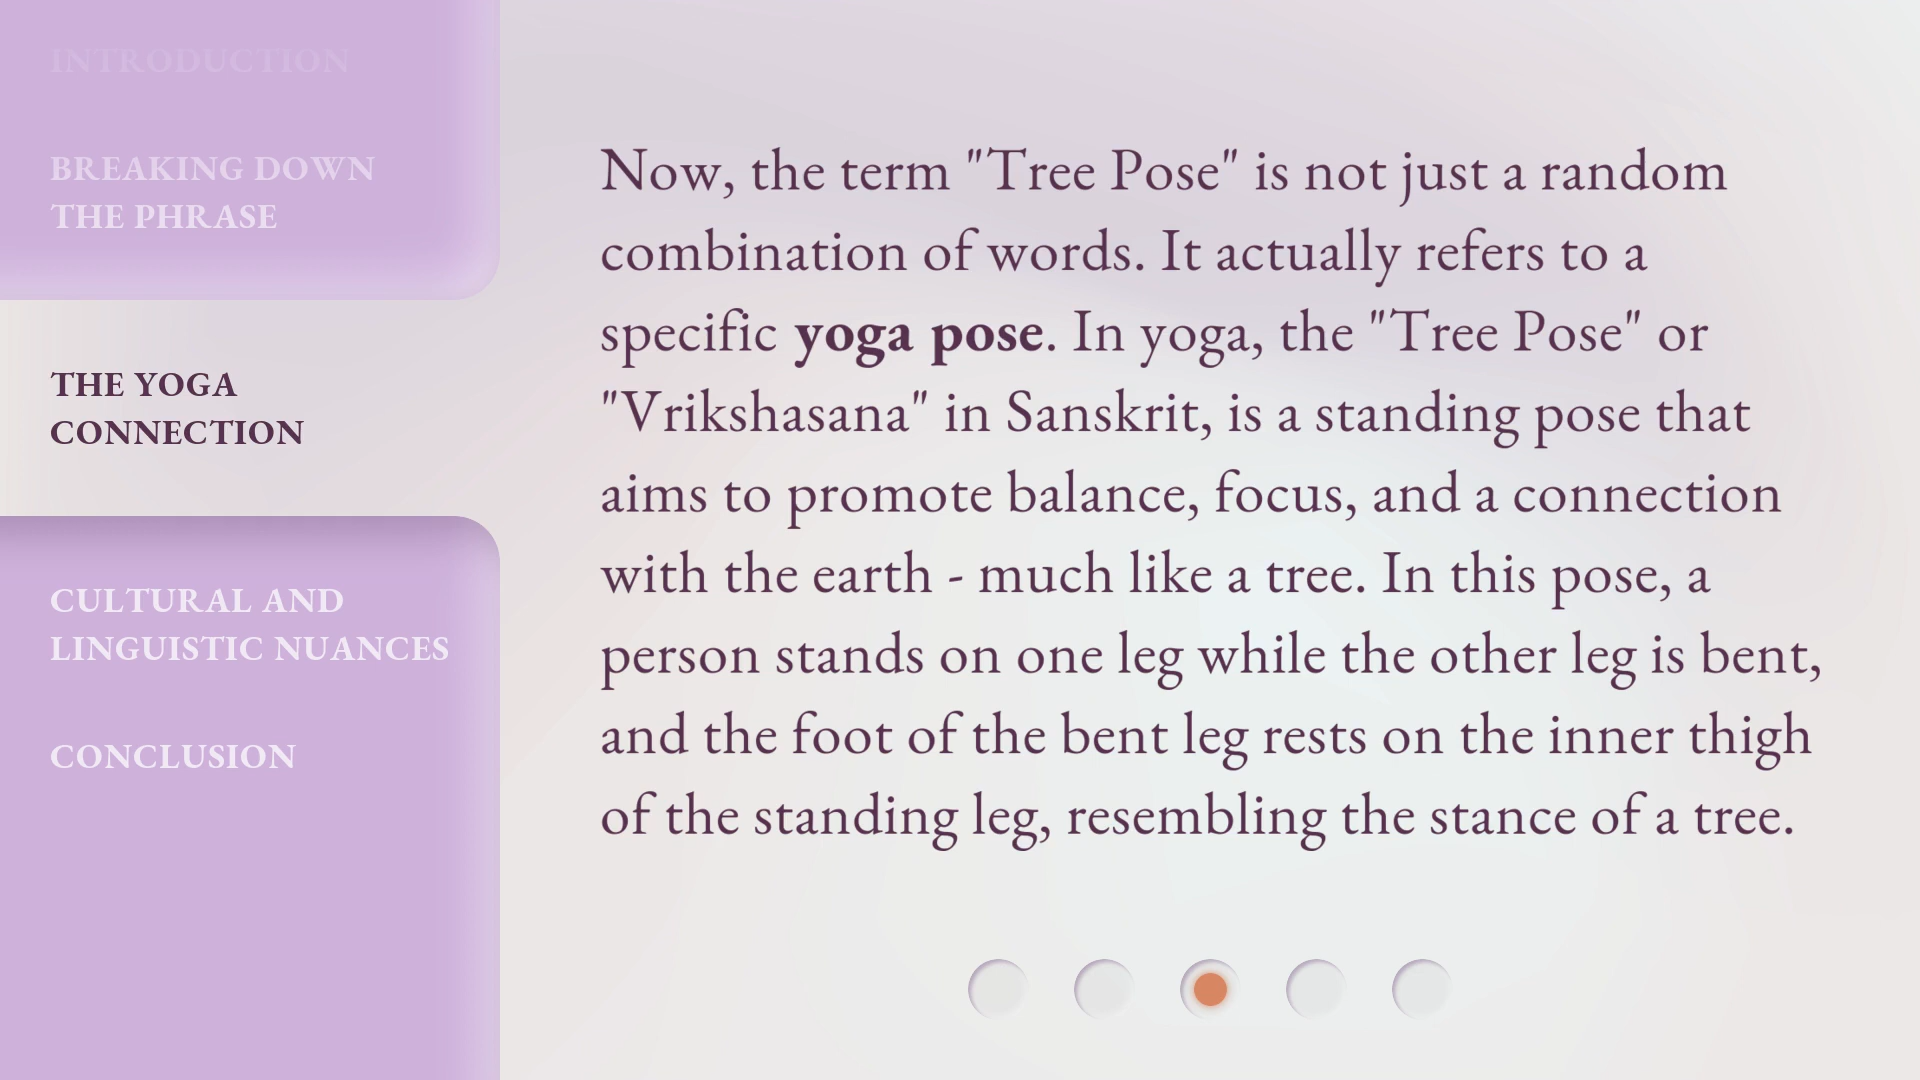 INTRODUCTION
BREAKING DOWN
THE PHRASE
THE YOGA
CONNECTION
CULTURAL AND
LINGUISTIC NUANCES
CONCLUSION
Now, the term "Tree Pose" is not just a random
combination of words. It actually refers to a
specific yoga pose. In yoga, the "Tree Pose" or
"Vrikshasana" in Sanskrit, is a standing pose that
aims to promote balance, focus, and a connection
with the earth - much like a tree. In this pose, a
person stands on one leg while the other leg is bent,
and the foot of the bent leg rests on the inner thigh
of the standing leg, resembling the stance of a tree.